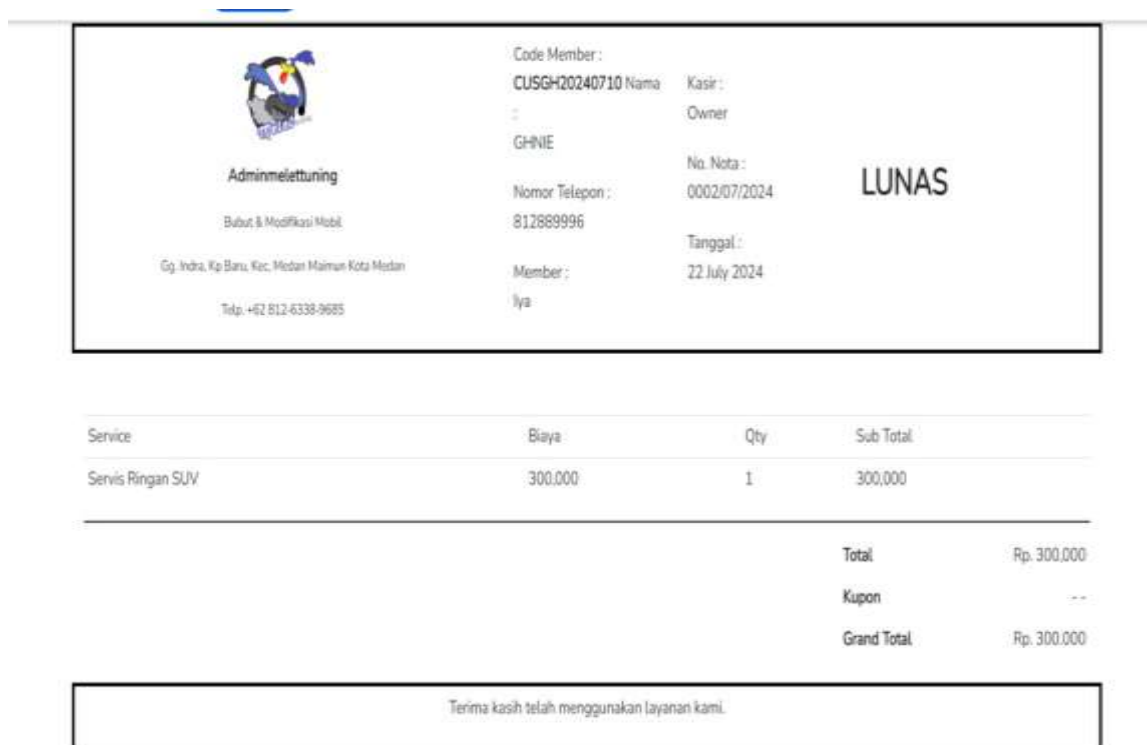 Adminmelettuning
Bubut & Modifikasi Mobil
Gg. Indra, Kp Baru, Kec, Medan Maimun Kota Medan
Telp. +62 812-6338-9685
Code Member :
CUSGH20240710 Nama
:
GHNIE
Nomor Telepon :
812889996
Member :
Iya
Kasir :
Owner
No. Nota :
0002/07/2024
Tanggal :
22 July 2024
LUNAS
Service Biaya Qty Sub Total
Servis Ringan SUV 300.000 1 300,000
Total Rp. 300,000
Kupon - -
Grand Total Rp. 300.000
Terima kasih telah menggunakan layanan kami.